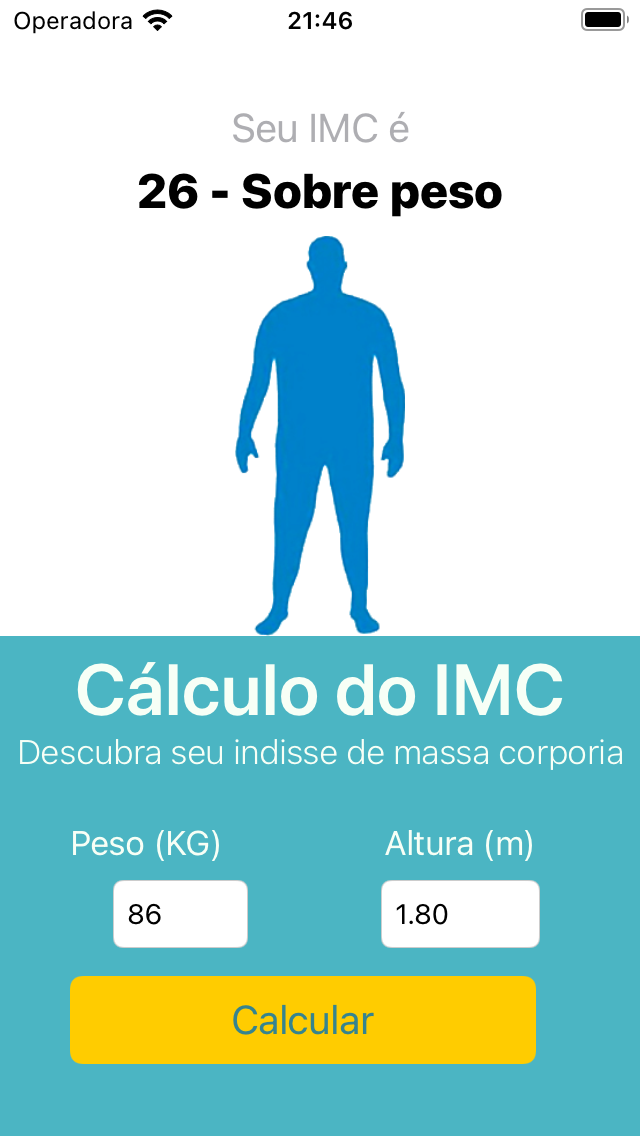 Operadora 21:46
Seu IMC é
26 - Sobre peso
Cálculo do IMC
Descubra seu indisse de massa corporia
Peso (KG) Altura (m)
86 1.80
Calcular